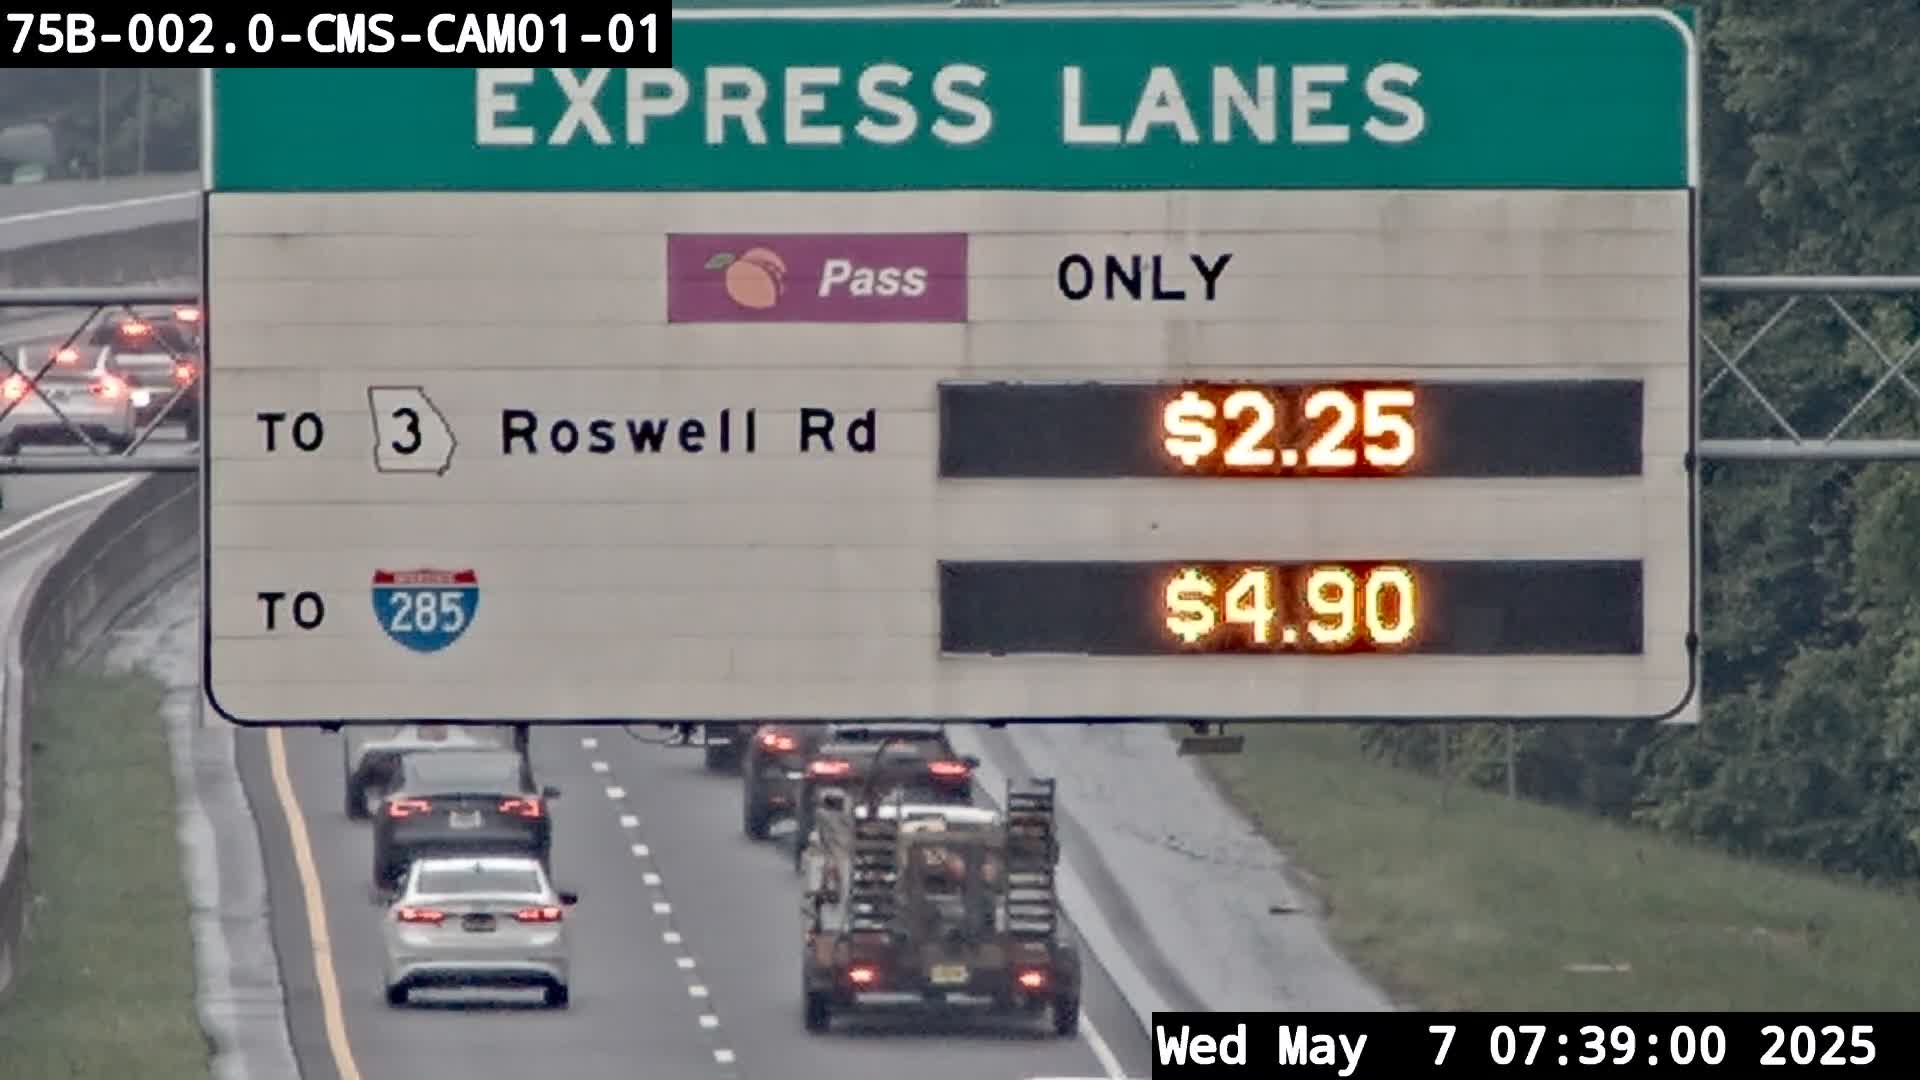 75B-002.0-CMS-CAM01-01
EXPRESS LANES
Pass ONLY
TO 3 Roswell Rd $2.25
TO 285 $4.90
Wed May 7 07:39:00 2025